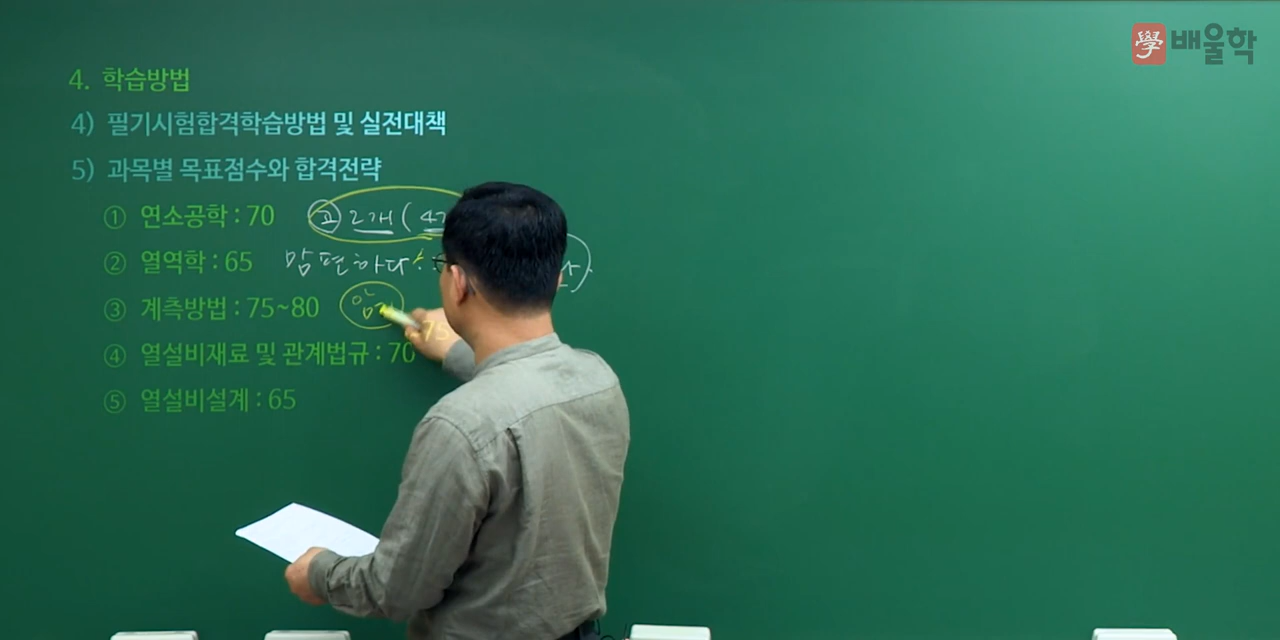 學 배울학
4. 학습방법
4) 필기시험합격학습방법 및 실전대책
5) 과목별 목표점수와 합격전략
① 연소공학 : 70 2개 (
② 열역학 : 65 맘 편하다!
③ 계측방법 : 75~80
④ 열설비재료 및 관계법규 : 70
⑤ 열설비설계 : 65